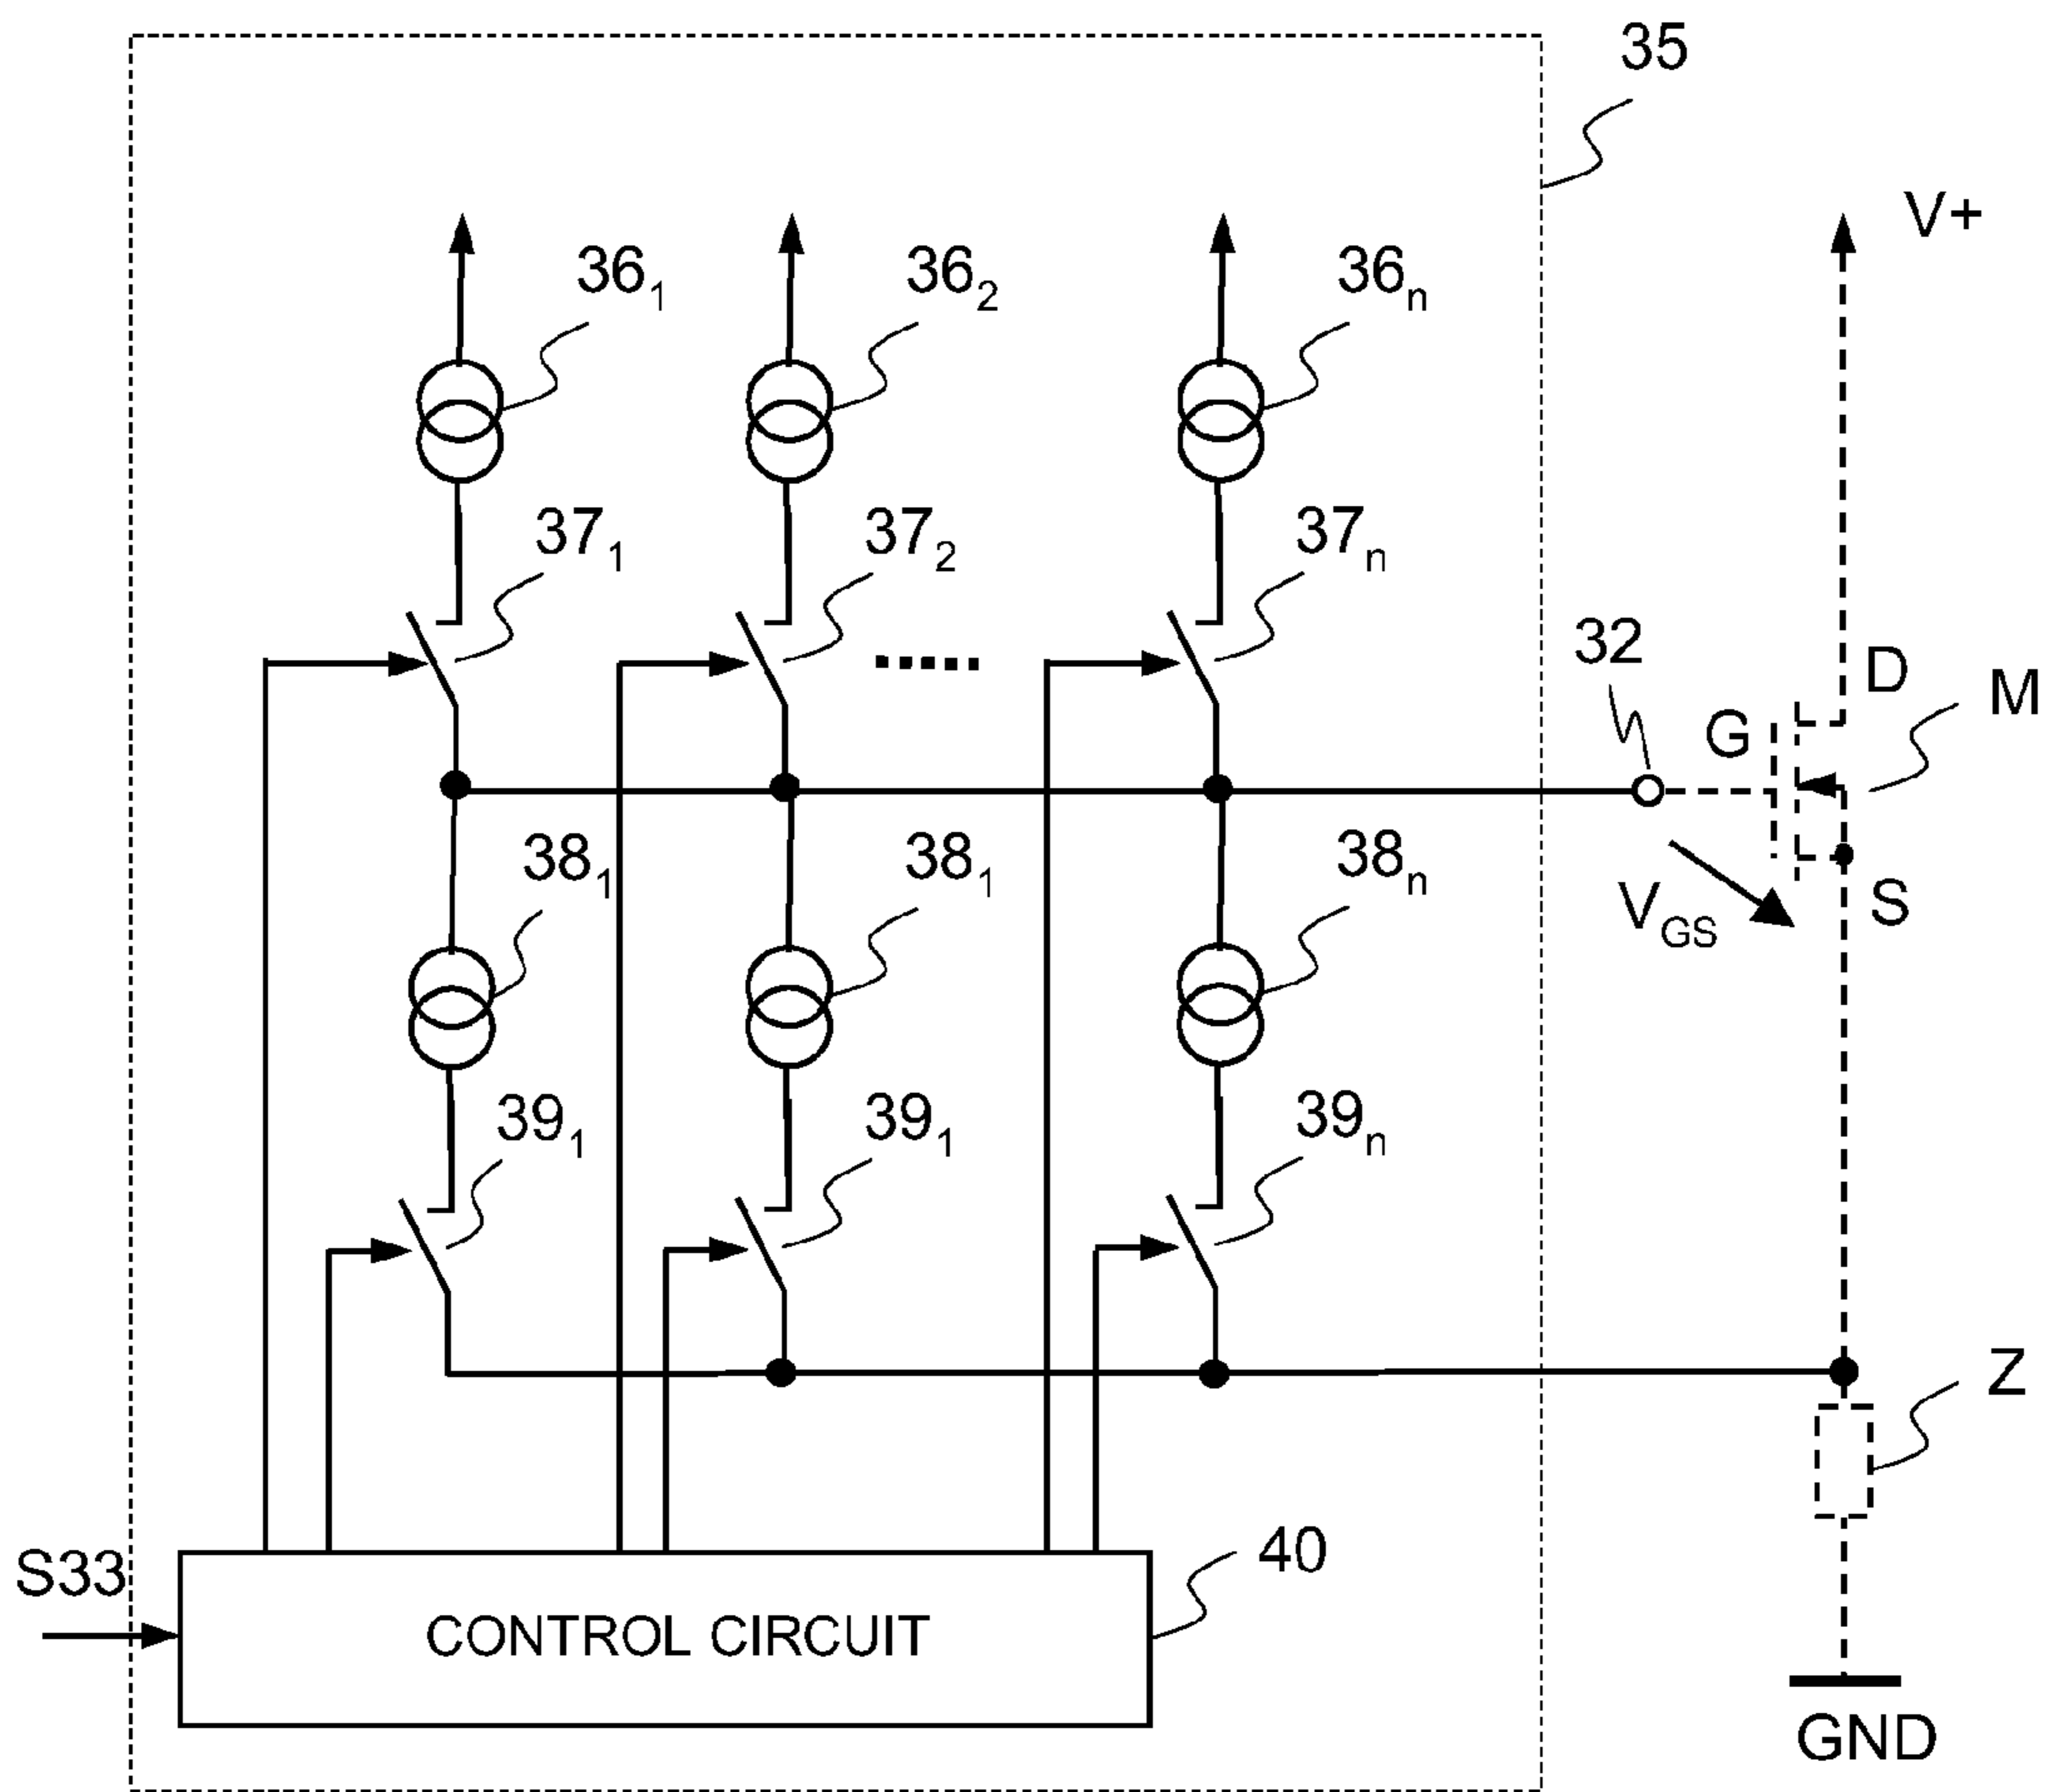 35
V+
36₁
36₂
36ₙ
37₁
37₂
37ₙ
32
D
M
G
38₁
38₁
38ₙ
V_GS
S
39₁
39₁
39ₙ
Z
S33
40
CONTROL CIRCUIT
GND